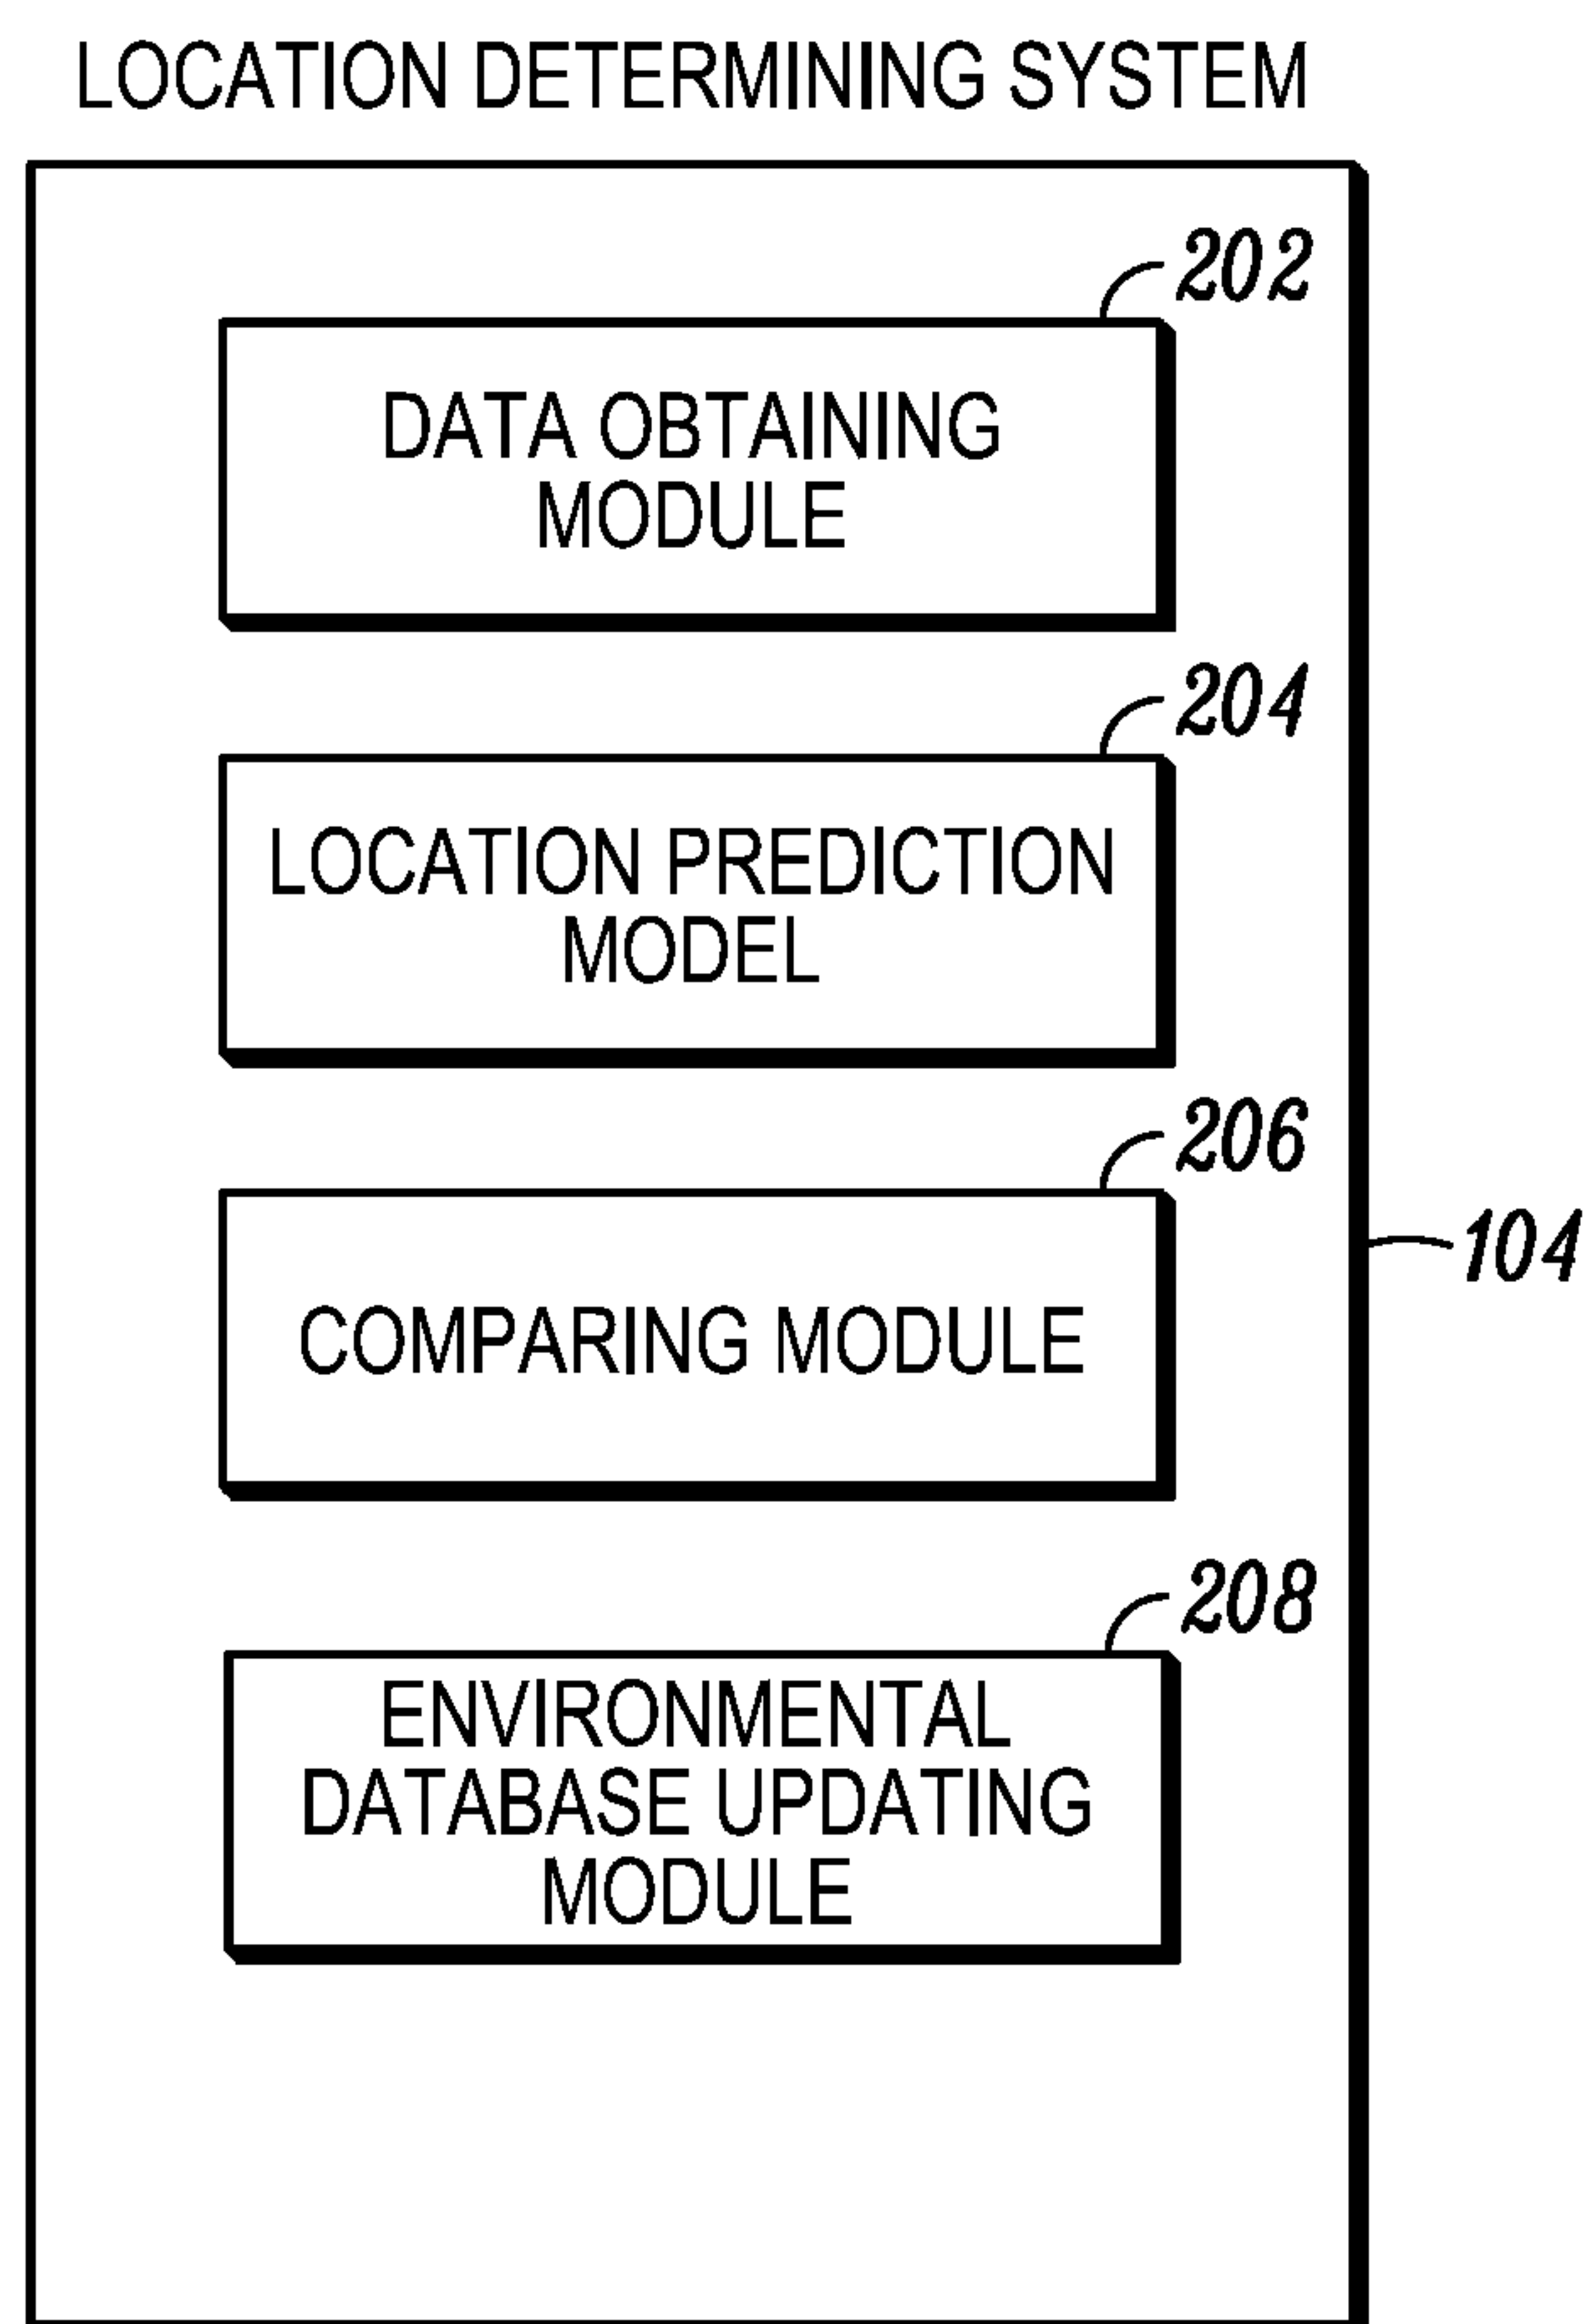 LOCATION DETERMINING SYSTEM
202
DATA OBTAINING
MODULE
204
LOCATION PREDICTION
MODEL
206
COMPARING MODULE
104
208
ENVIRONMENTAL
DATABASE UPDATING
MODULE